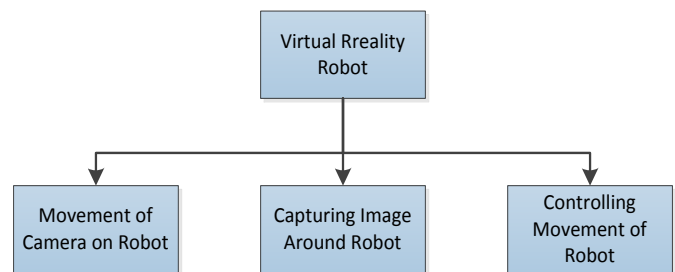 Virtual Rreality
Robot
Movement of
Camera on Robot
Capturing Image
Around Robot
Controlling
Movement of
Robot